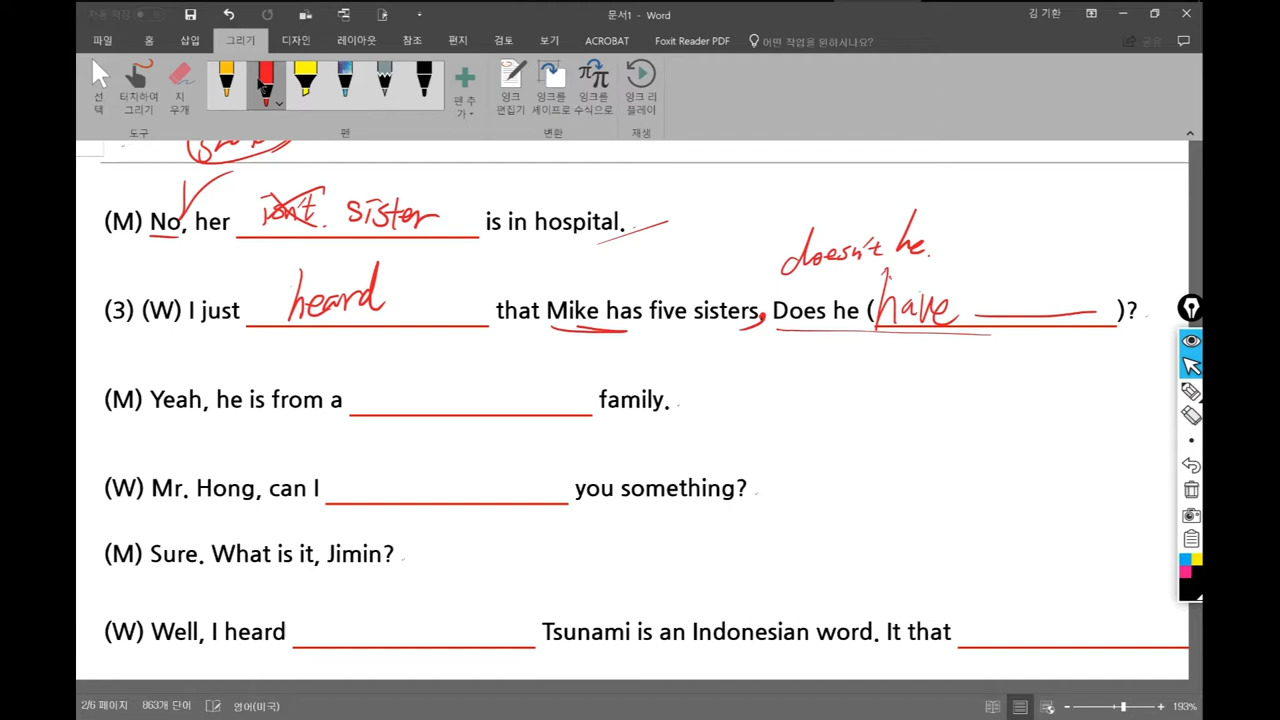 자동 저장
문서1 - Word
김 기환
파일 홈 삽입 그리기 디자인 레이아웃 참조 편지 검토 보기 ACROBAT Foxit Reader PDF 어떤 작업을 원하시나요? 공유
선택 터치하여 그리기 지우개 펜 추가 잉크 편집기 잉크를 셰이프로 잉크를 수식으로 잉크 리플레이
도구 펜 변환 재생
(M) No, her isn't. sister is in hospital.
doesn't he.
(3) (W) I just heard that Mike has five sisters, Does he (have )?
(M) Yeah, he is from a family.
(W) Mr. Hong, can I you something?
(M) Sure. What is it, Jimin?
(W) Well, I heard Tsunami is an Indonesian word. It that
2/6 페이지 863개 단어 영어(미국) 193%